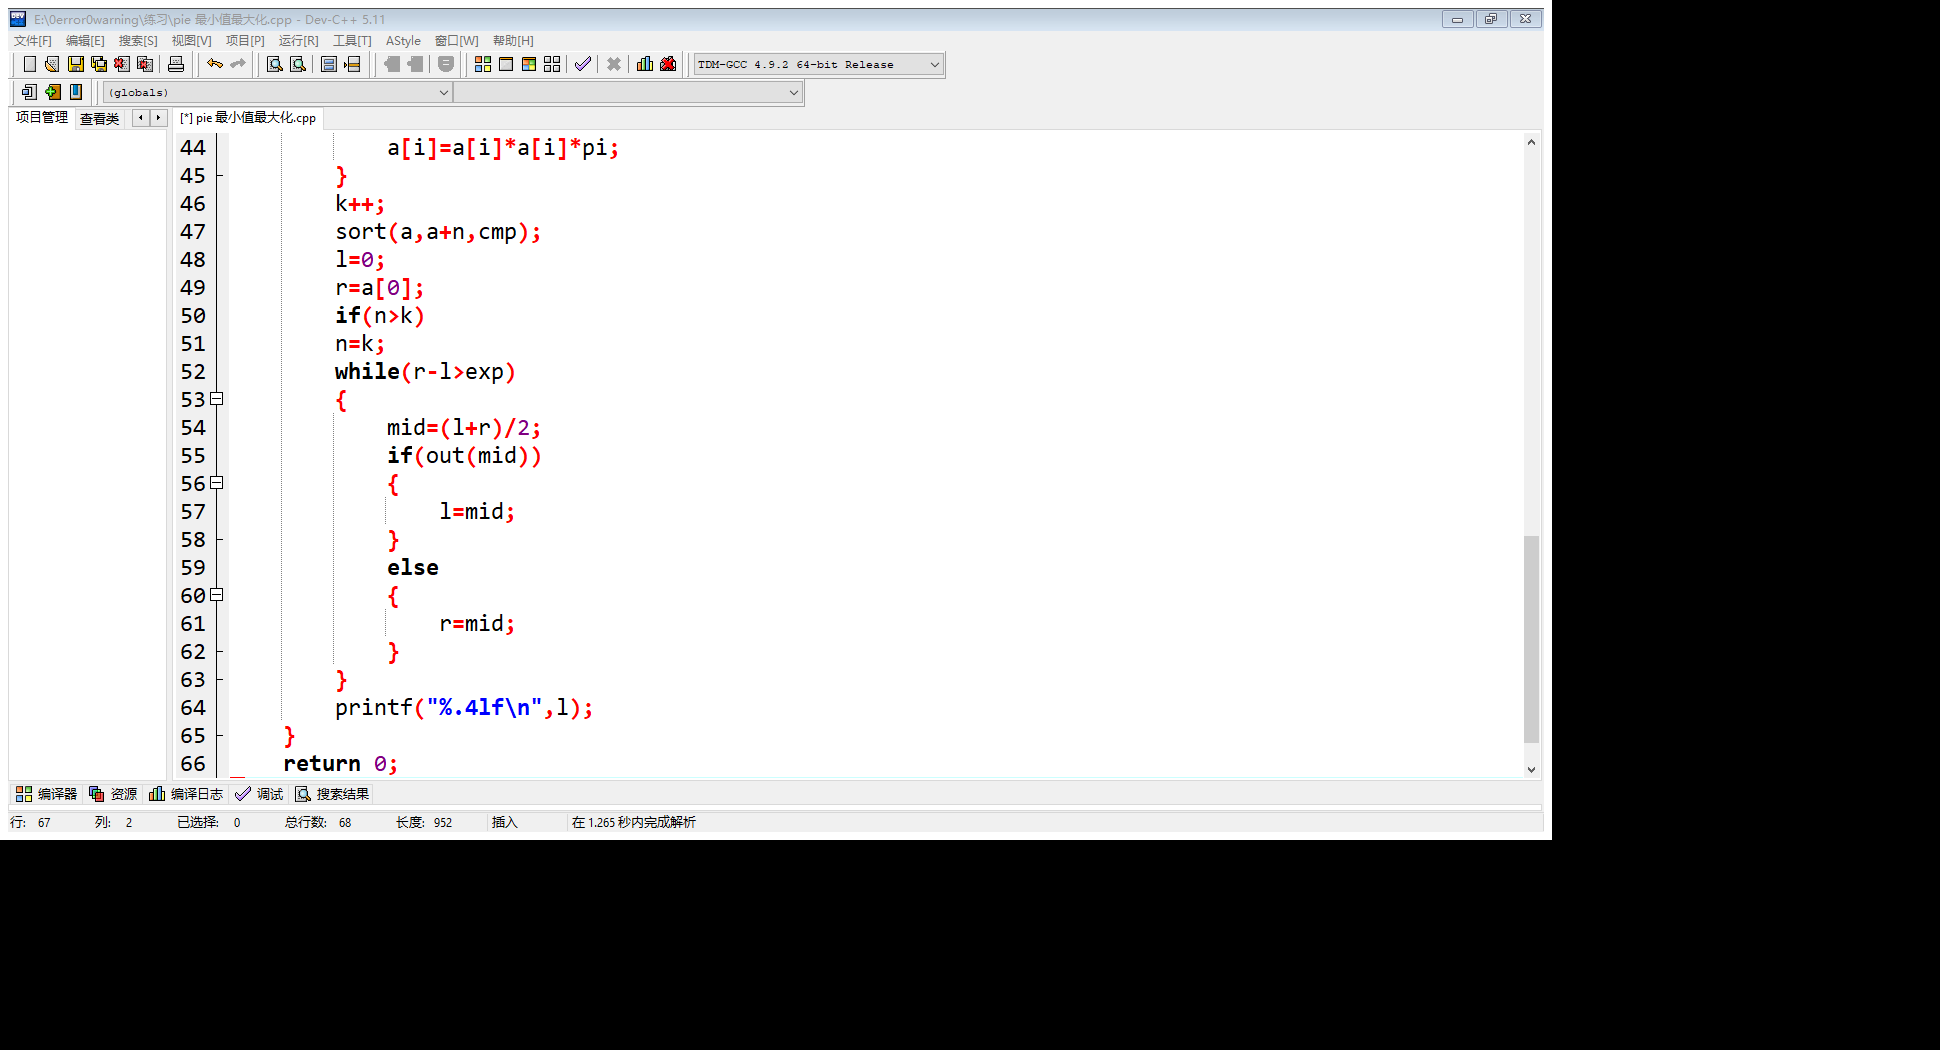 E:\0error0warning\练习\pie 最小值最大化.cpp - Dev-C++ 5.11
文件[F] 编辑[E] 搜索[S] 视图[V] 项目[P] 运行[R] 工具[T] AStyle 窗口[W] 帮助[H]
TDM-GCC 4.9.2 64-bit Release
(globals)
项目管理 查看类 [*] pie 最小值最大化.cpp
44 a[i]=a[i]*a[i]*pi;
45 }
46 k++;
47 sort(a,a+n,cmp);
48 l=0;
49 r=a[0];
50 if(n>k)
51 n=k;
52 while(r-l>exp)
53 {
54 mid=(l+r)/2;
55 if(out(mid))
56 {
57 l=mid;
58 }
59 else
60 {
61 r=mid;
62 }
63 }
64 printf("%.4lf\n",l);
65 }
66 return 0;
编译器 资源 编译日志 调试 搜索结果
行: 67 列: 2 已选择: 0 总行数: 68 长度: 952 插入 在 1.265 秒内完成解析